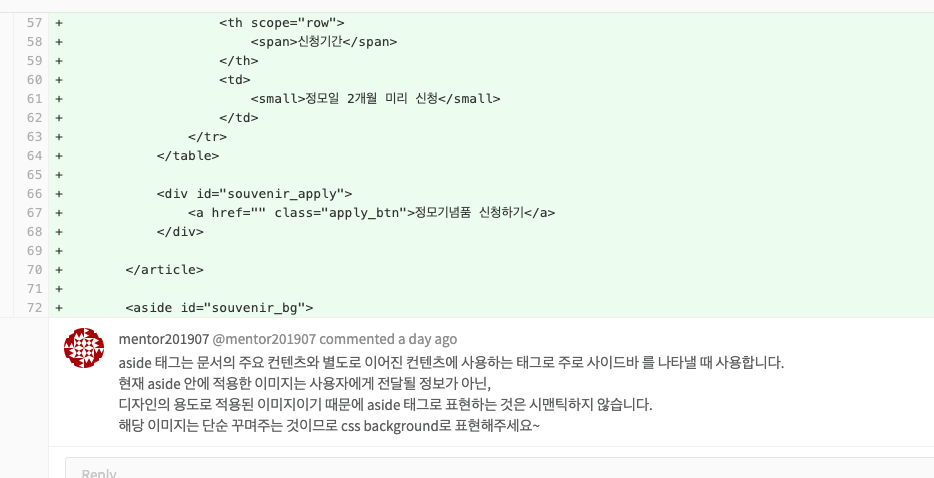 57 + <th scope="row">
58 + <span>신청기간</span>
59 + </th>
60 + <td>
61 + <small>정모일 2개월 미리 신청</small>
62 + </td>
63 + </tr>
64 + </table>
65 +
66 + <div id="souvenir_apply">
67 + <a href="" class="apply_btn">정모기념품 신청하기</a>
68 + </div>
69 +
70 + </article>
71 +
72 + <aside id="souvenir_bg">
mentor201907 @mentor201907 commented a day ago
aside 태그는 문서의 주요 컨텐츠와 별도로 이어진 컨텐츠에 사용하는 태그로 주로 사이드바 를 나타낼 때 사용합니다.
현재 aside 안에 적용한 이미지는 사용자에게 전달될 정보가 아닌,
디자인의 용도로 적용된 이미지이기 때문에 aside 태그로 표현하는 것은 시맨틱하지 않습니다.
해당 이미지는 단순 꾸며주는 것이므로 css background로 표현해주세요~
Reply